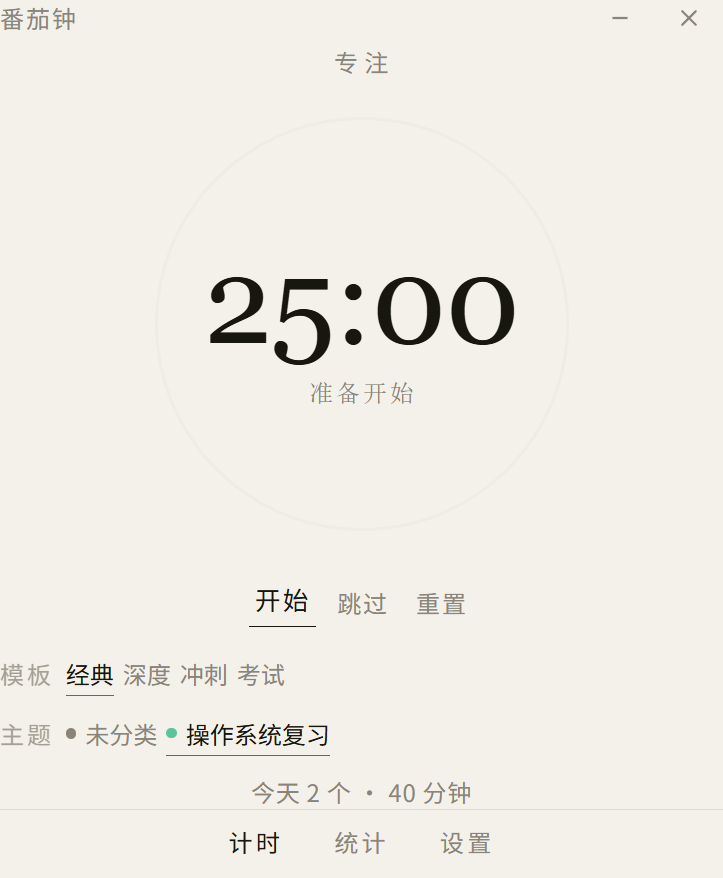 番茄钟
专注
25:00
准备开始
开始 跳过 重置
模板 经典 深度 冲刺 考试
主题 未分类 操作系统复习
今天 2 个 · 40 分钟
计时 统计 设置